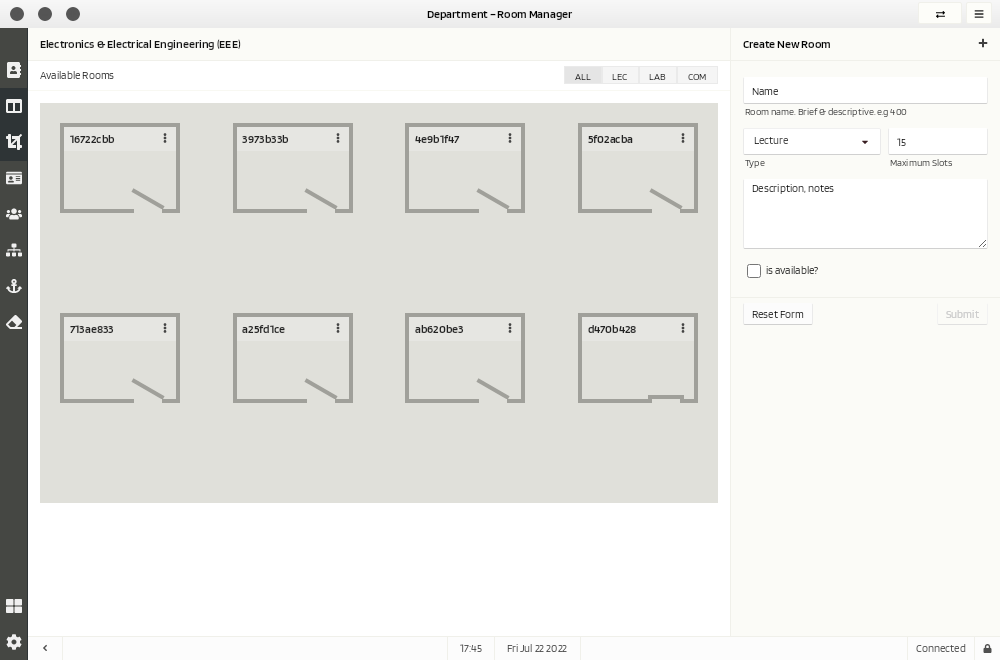 Department – Room Manager
Electronics & Electrical Engineering (EEE)
Create New Room
Available Rooms
ALL LEC LAB COM
Name
Room name. Brief & descriptive. e.g 400
16722cbb 3973b33b 4e9b1f47 5f02acba
Lecture 15
Type Maximum Slots
Description, notes
is available?
Reset Form Submit
713ae833 a25fd1ce ab620be3 d470b428
17:45 Fri Jul 22 2022 Connected